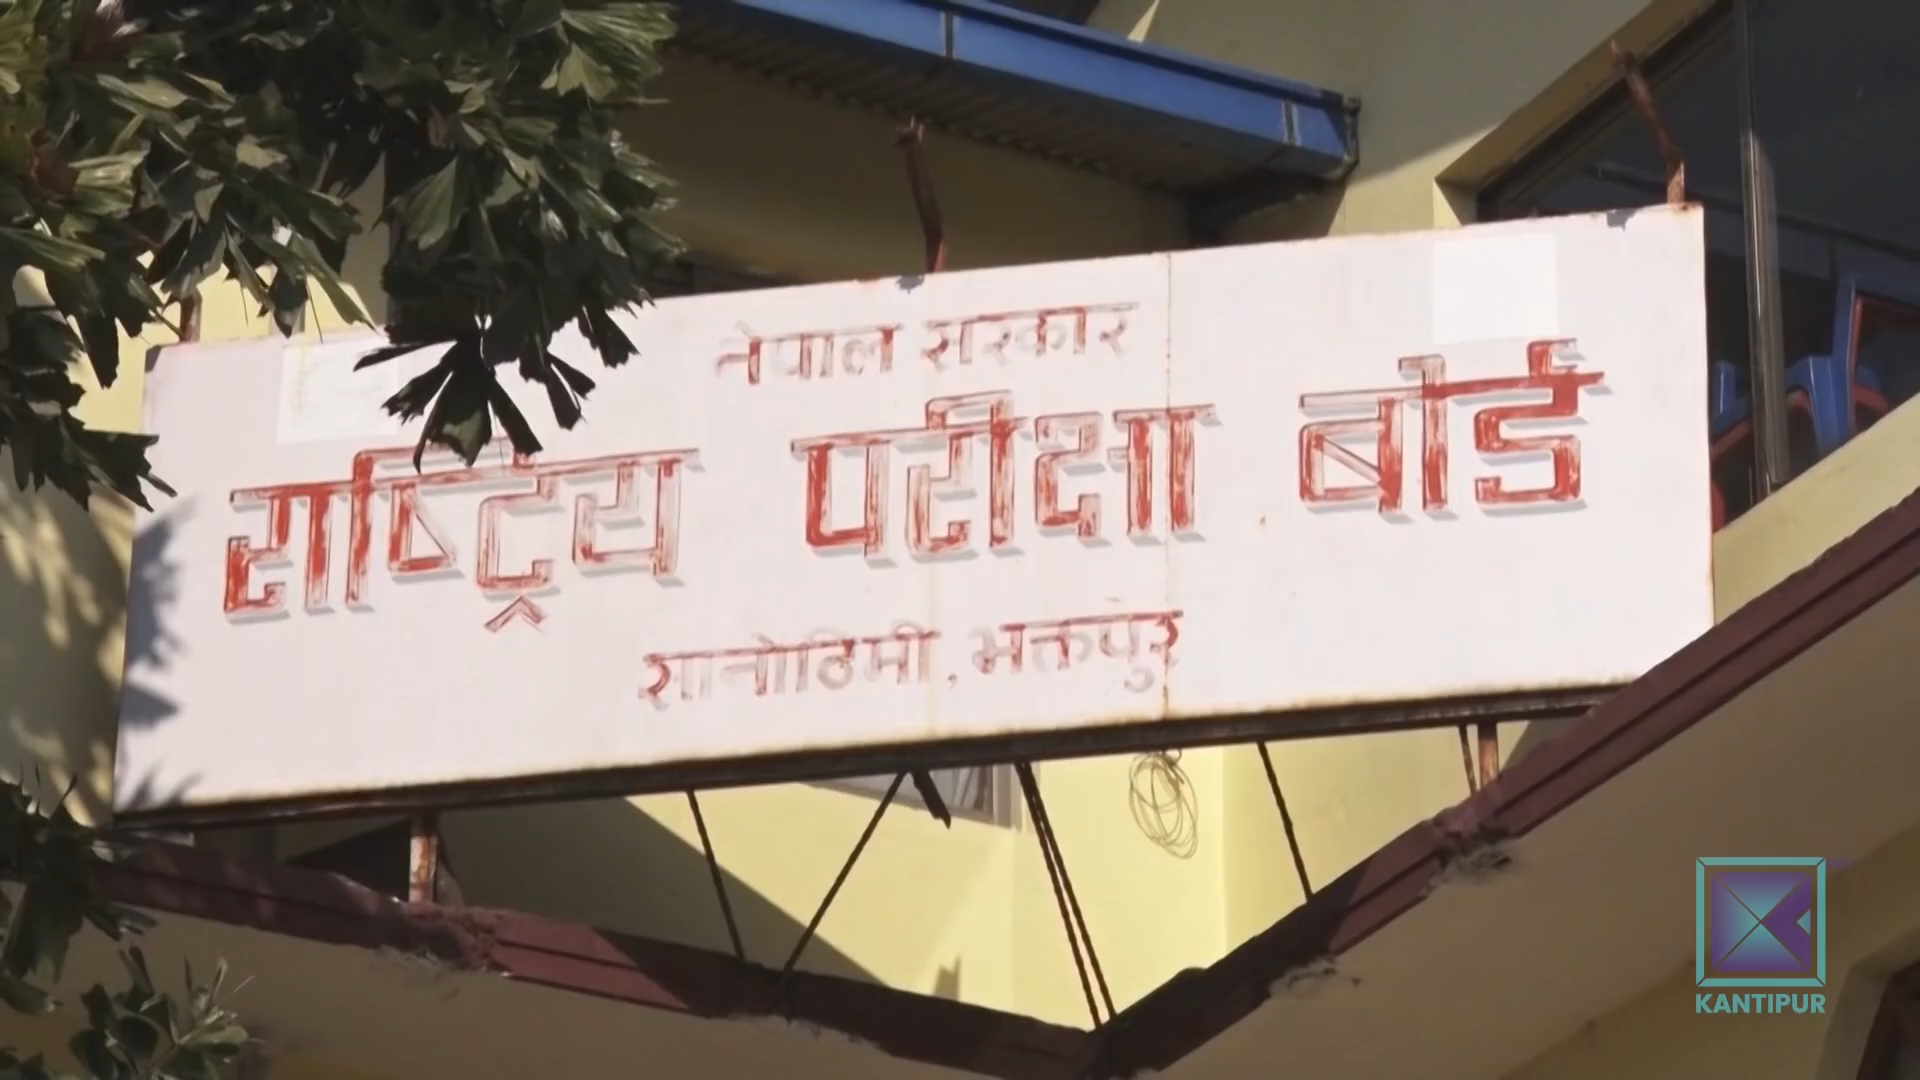 नेपाल सरकार
राष्ट्रिय परीक्षा बोर्ड
सानोठिमी, भक्तपुर
KANTIPUR